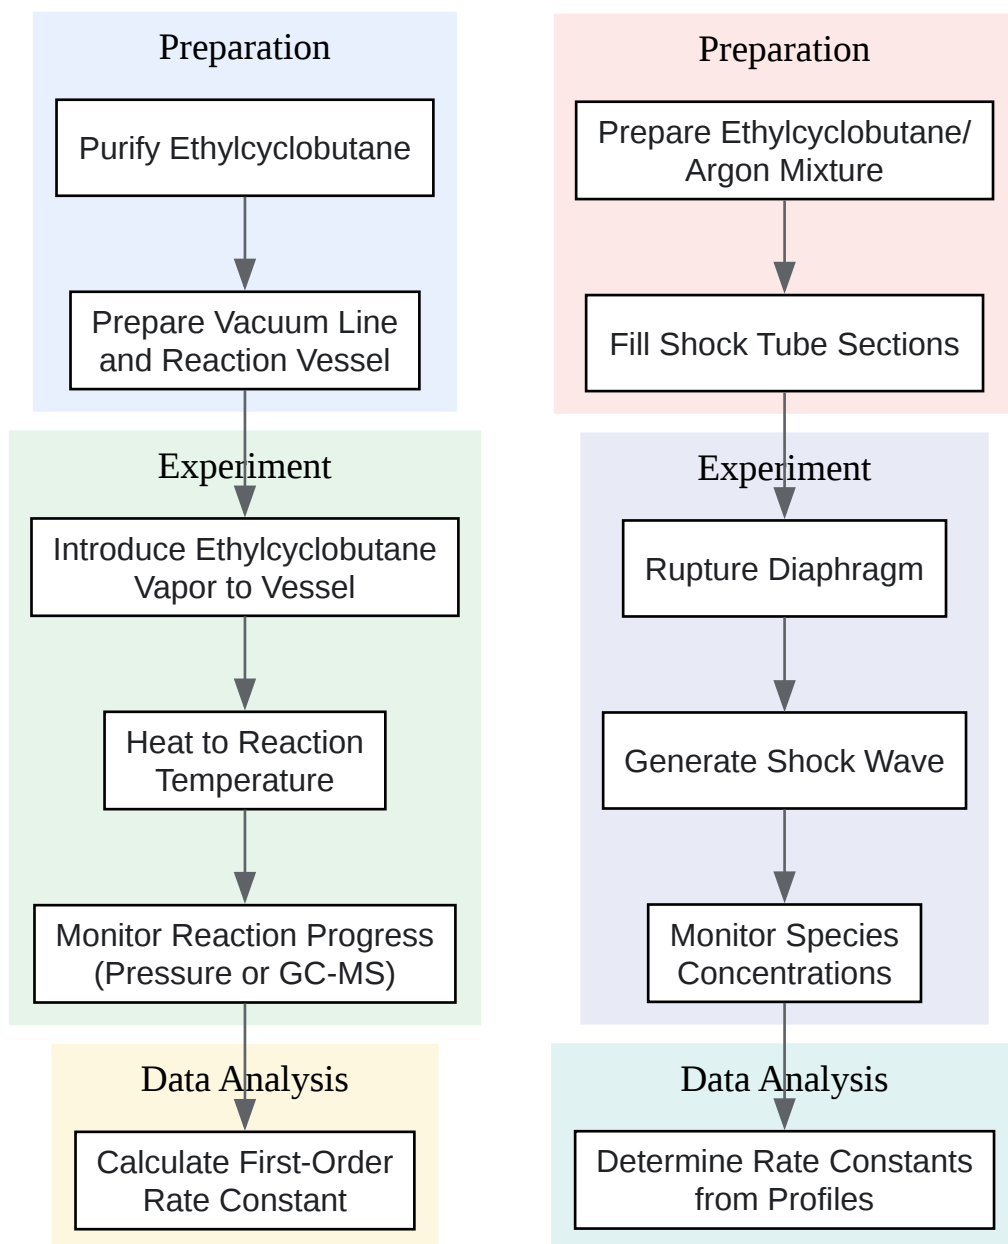 Preparation
Purify Ethylcyclobutane
Prepare Vacuum Line
and Reaction Vessel
Experiment
Introduce Ethylcyclobutane
Vapor to Vessel
Heat to Reaction
Temperature
Monitor Reaction Progress
(Pressure or GC-MS)
Data Analysis
Calculate First-Order
Rate Constant
Preparation
Prepare Ethylcyclobutane/
Argon Mixture
Fill Shock Tube Sections
Experiment
Rupture Diaphragm
Generate Shock Wave
Monitor Species
Concentrations
Data Analysis
Determine Rate Constants
from Profiles